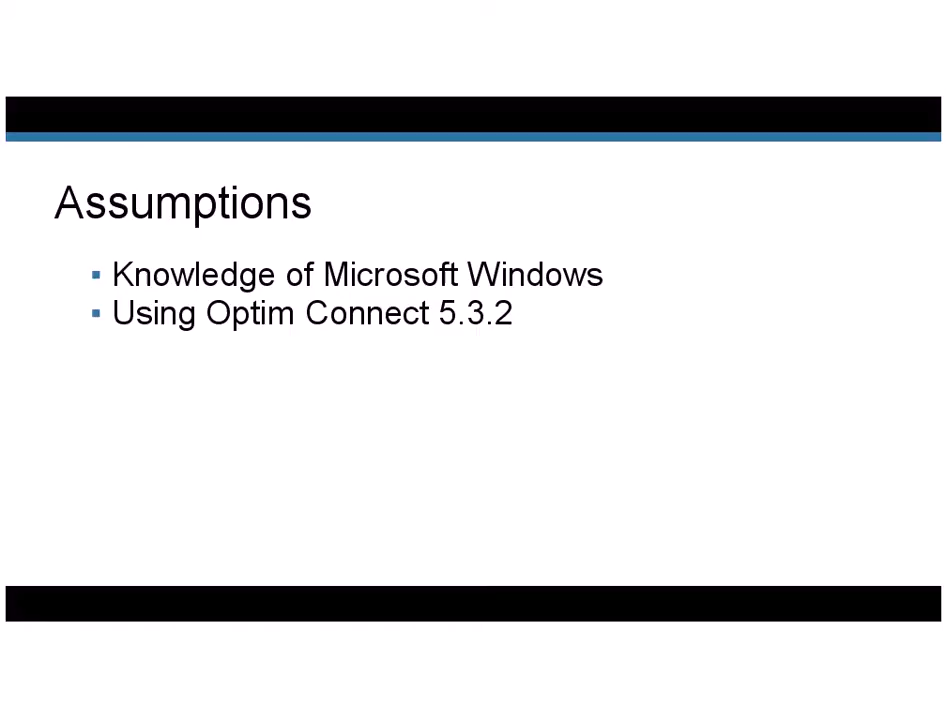 Assumptions
▪ Knowledge of Microsoft Windows
▪ Using Optim Connect 5.3.2